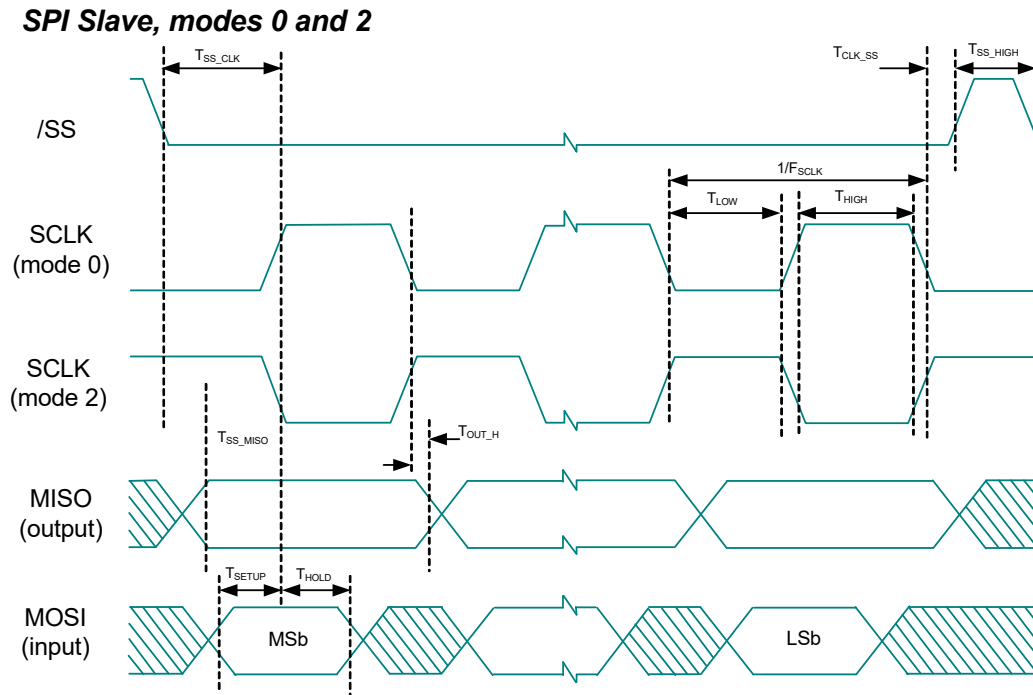 SPI Slave, modes 0 and 2
TSS_CLK
TCLK_SS
TSS_HIGH
/SS
1/FSCLK
TLOW
THIGH
SCLK
(mode 0)
SCLK
(mode 2)
TSS_MISO
TOUT_H
MISO
(output)
TSETUP
THOLD
MOSI
(input)
MSb
LSb